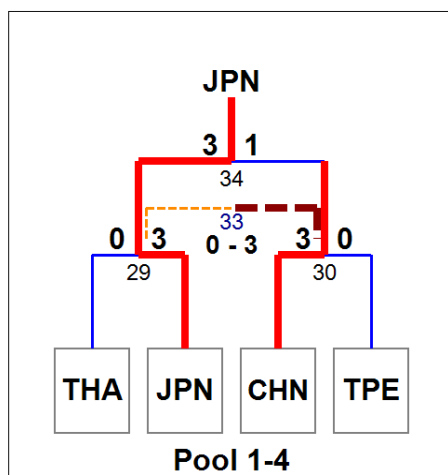 JPN
3 1
34
33
0 3 0 - 3 3 0
29 30
THA JPN CHN TPE
Pool 1-4